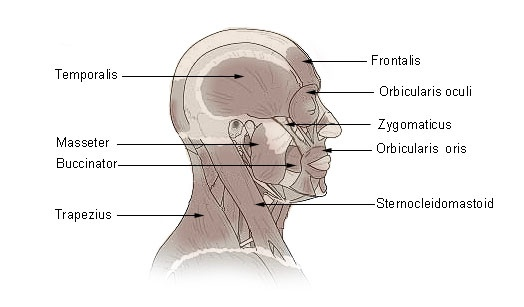 Temporalis
Masseter
Buccinator
Trapezius
Frontalis
Orbicularis oculi
Zygomaticus
Orbicularis oris
Sternocleidomastoid